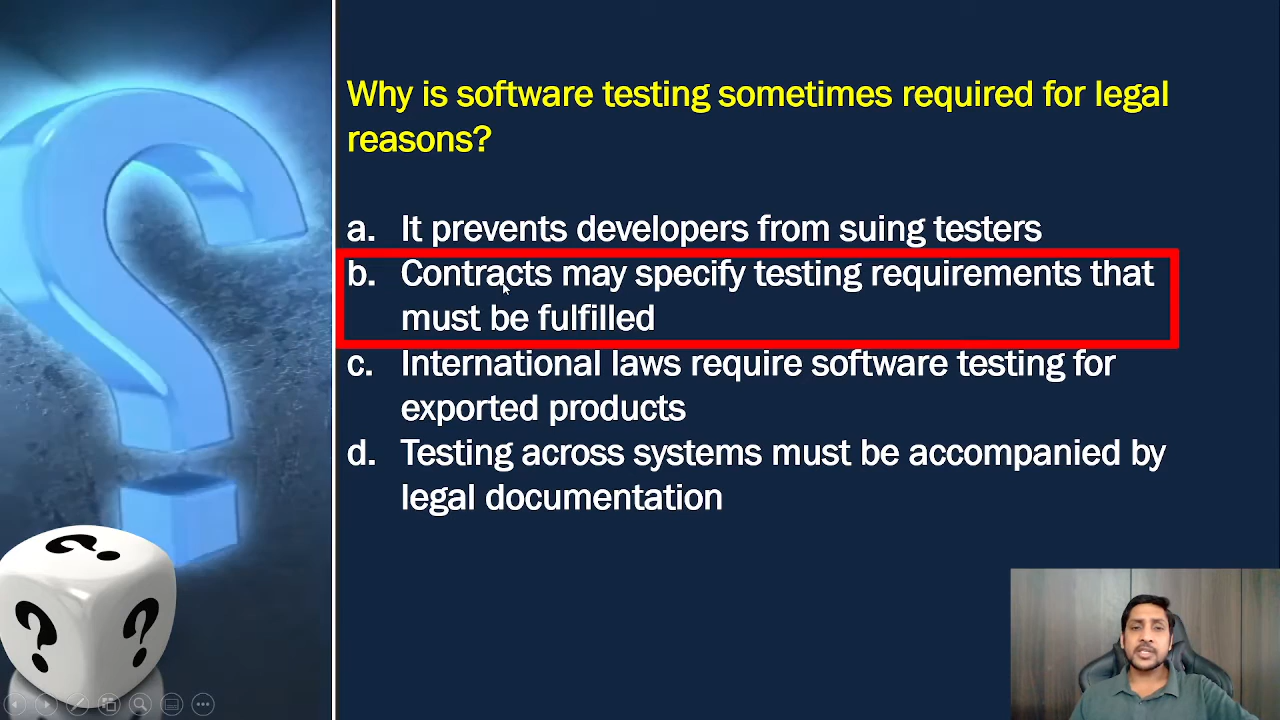 Why is software testing sometimes required for legal
reasons?
a. It prevents developers from suing testers
b. Contracts may specify testing requirements that
must be fulfilled
c. International laws require software testing for
exported products
d. Testing across systems must be accompanied by
legal documentation